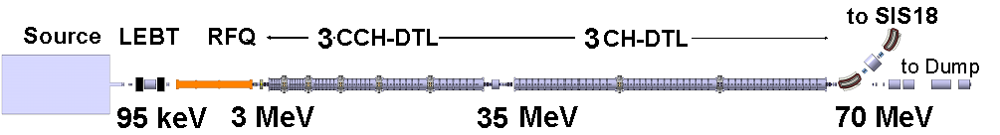 to SIS18
Source LEBT RFQ 3-CCH-DTL 3 CH-DTL
to Dump
95 keV 3 MeV 35 MeV 70 MeV